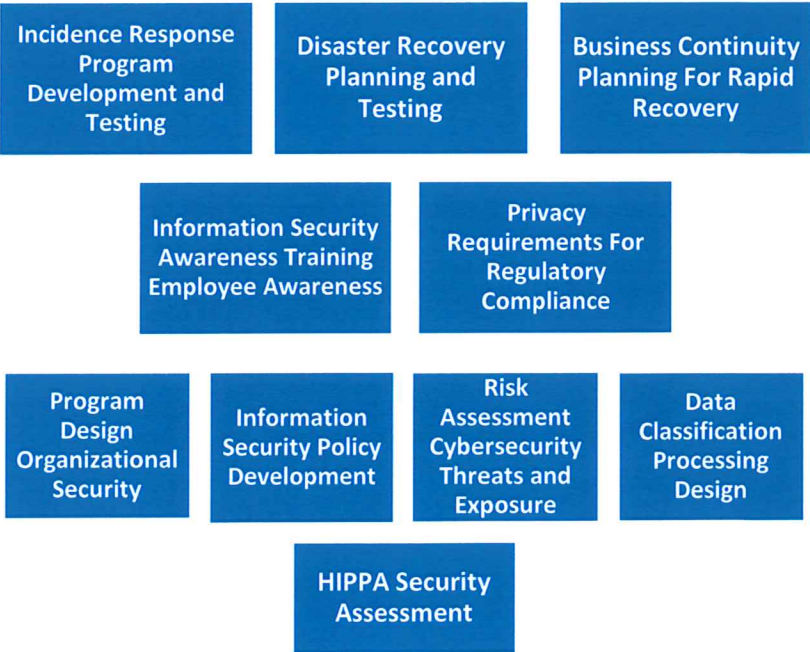 Incidence Response
Program
Development and
Testing
Disaster Recovery
Planning and
Testing
Business Continuity
Planning For Rapid
Recovery
Information Security
Awareness Training
Employee Awareness
Privacy
Requirements For
Regulatory
Compliance
Program
Design
Organizational
Security
Information
Security Policy
Development
Risk
Assessment
Cybersecurity
Threats and
Exposure
Data
Classification
Processing
Design
HIPPA Security
Assessment